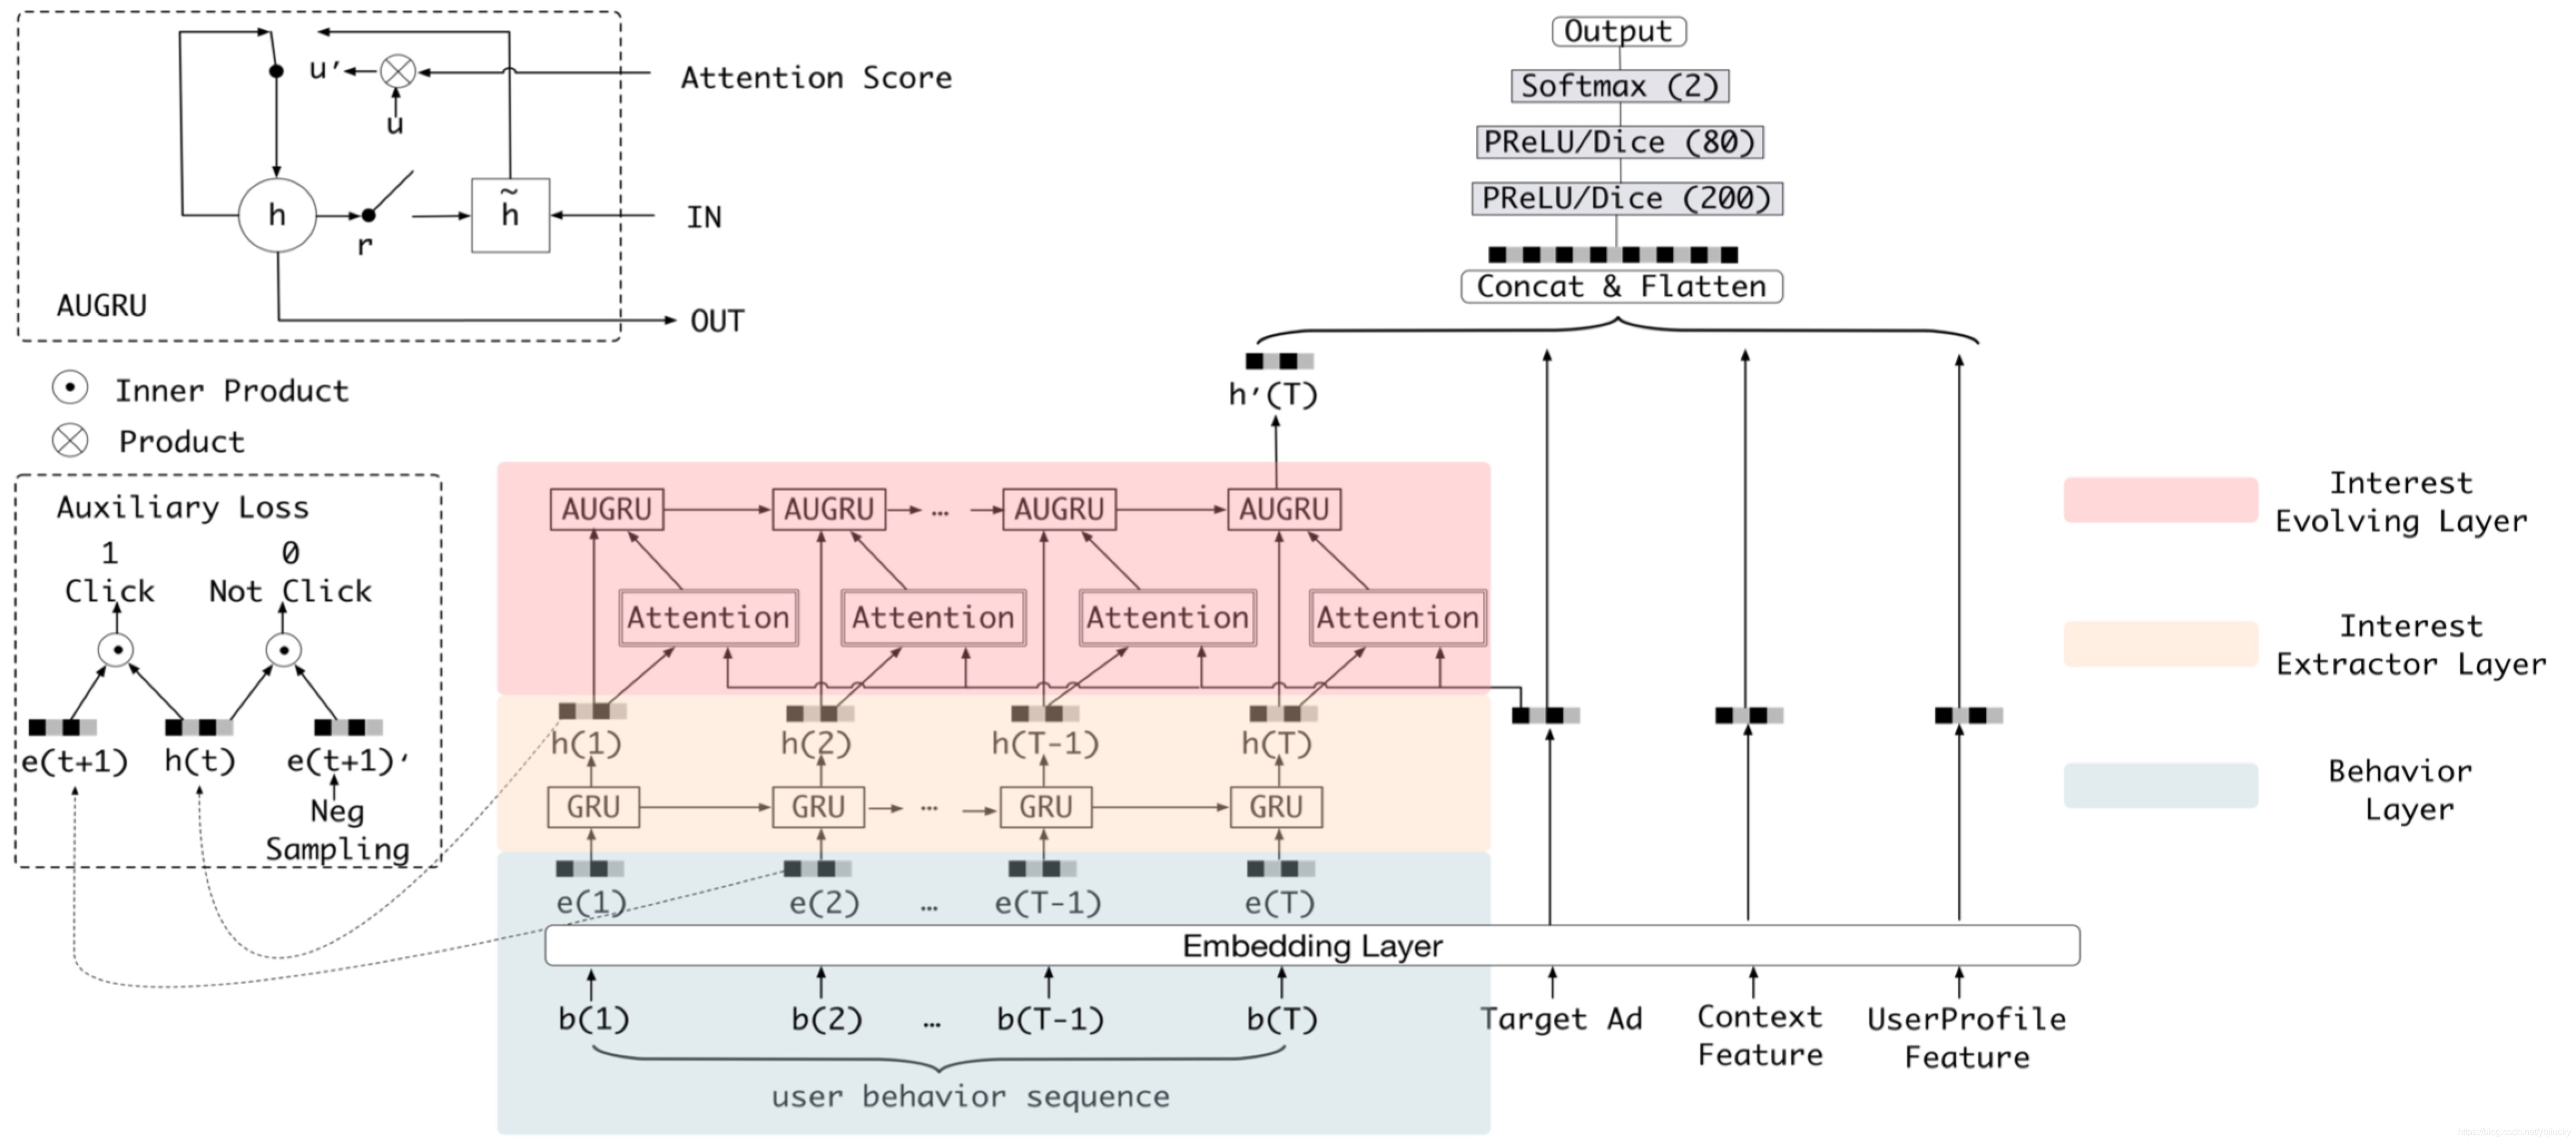 Output
Softmax (2)
PReLU/Dice (80)
PReLU/Dice (200)
Concat & Flatten
u′
u
Attention Score
h
r
h̃
IN
AUGRU
OUT
Inner Product
Product
h′(T)
Auxiliary Loss
1 0
Click Not Click
e(t+1) h(t) e(t+1)′
Neg
Sampling
AUGRU AUGRU … AUGRU AUGRU
Attention Attention Attention Attention
h(1) h(2) h(T-1) h(T)
GRU GRU … GRU GRU
e(1) e(2) … e(T-1) e(T)
Embedding Layer
b(1) b(2) … b(T-1) b(T)
user behavior sequence
Target Ad
Context
Feature
UserProfile
Feature
Interest
Evolving Layer
Interest
Extractor Layer
Behavior
Layer